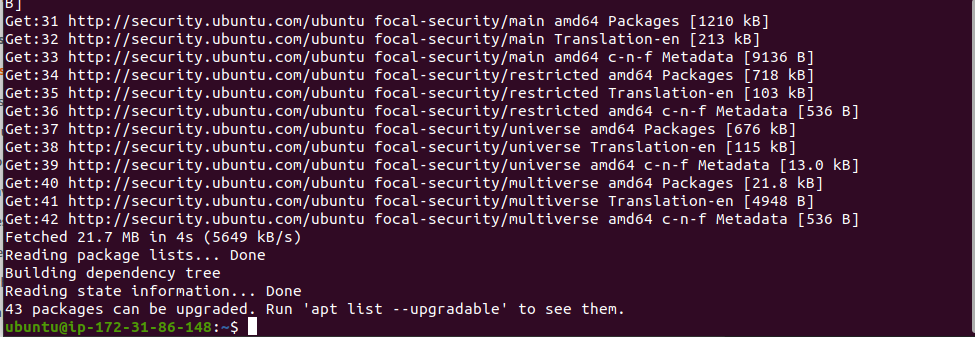 B]
Get:31 http://security.ubuntu.com/ubuntu focal-security/main amd64 Packages [1210 kB]
Get:32 http://security.ubuntu.com/ubuntu focal-security/main Translation-en [213 kB]
Get:33 http://security.ubuntu.com/ubuntu focal-security/main amd64 c-n-f Metadata [9136 B]
Get:34 http://security.ubuntu.com/ubuntu focal-security/restricted amd64 Packages [718 kB]
Get:35 http://security.ubuntu.com/ubuntu focal-security/restricted Translation-en [103 kB]
Get:36 http://security.ubuntu.com/ubuntu focal-security/restricted amd64 c-n-f Metadata [536 B]
Get:37 http://security.ubuntu.com/ubuntu focal-security/universe amd64 Packages [676 kB]
Get:38 http://security.ubuntu.com/ubuntu focal-security/universe Translation-en [115 kB]
Get:39 http://security.ubuntu.com/ubuntu focal-security/universe amd64 c-n-f Metadata [13.0 kB]
Get:40 http://security.ubuntu.com/ubuntu focal-security/multiverse amd64 Packages [21.8 kB]
Get:41 http://security.ubuntu.com/ubuntu focal-security/multiverse Translation-en [4948 B]
Get:42 http://security.ubuntu.com/ubuntu focal-security/multiverse amd64 c-n-f Metadata [536 B]
Fetched 21.7 MB in 4s (5649 kB/s)
Reading package lists... Done
Building dependency tree
Reading state information... Done
43 packages can be upgraded. Run 'apt list --upgradable' to see them.
ubuntu@ip-172-31-86-148:~$